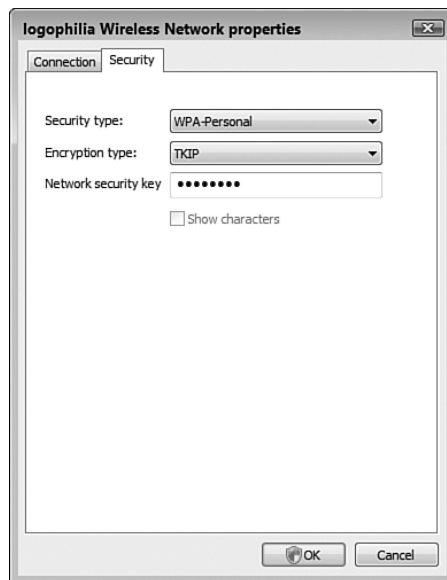 logophilia Wireless Network properties
Connection Security
Security type: WPA-Personal
Encryption type: TKIP
Network security key ••••••••
Show characters
OK Cancel